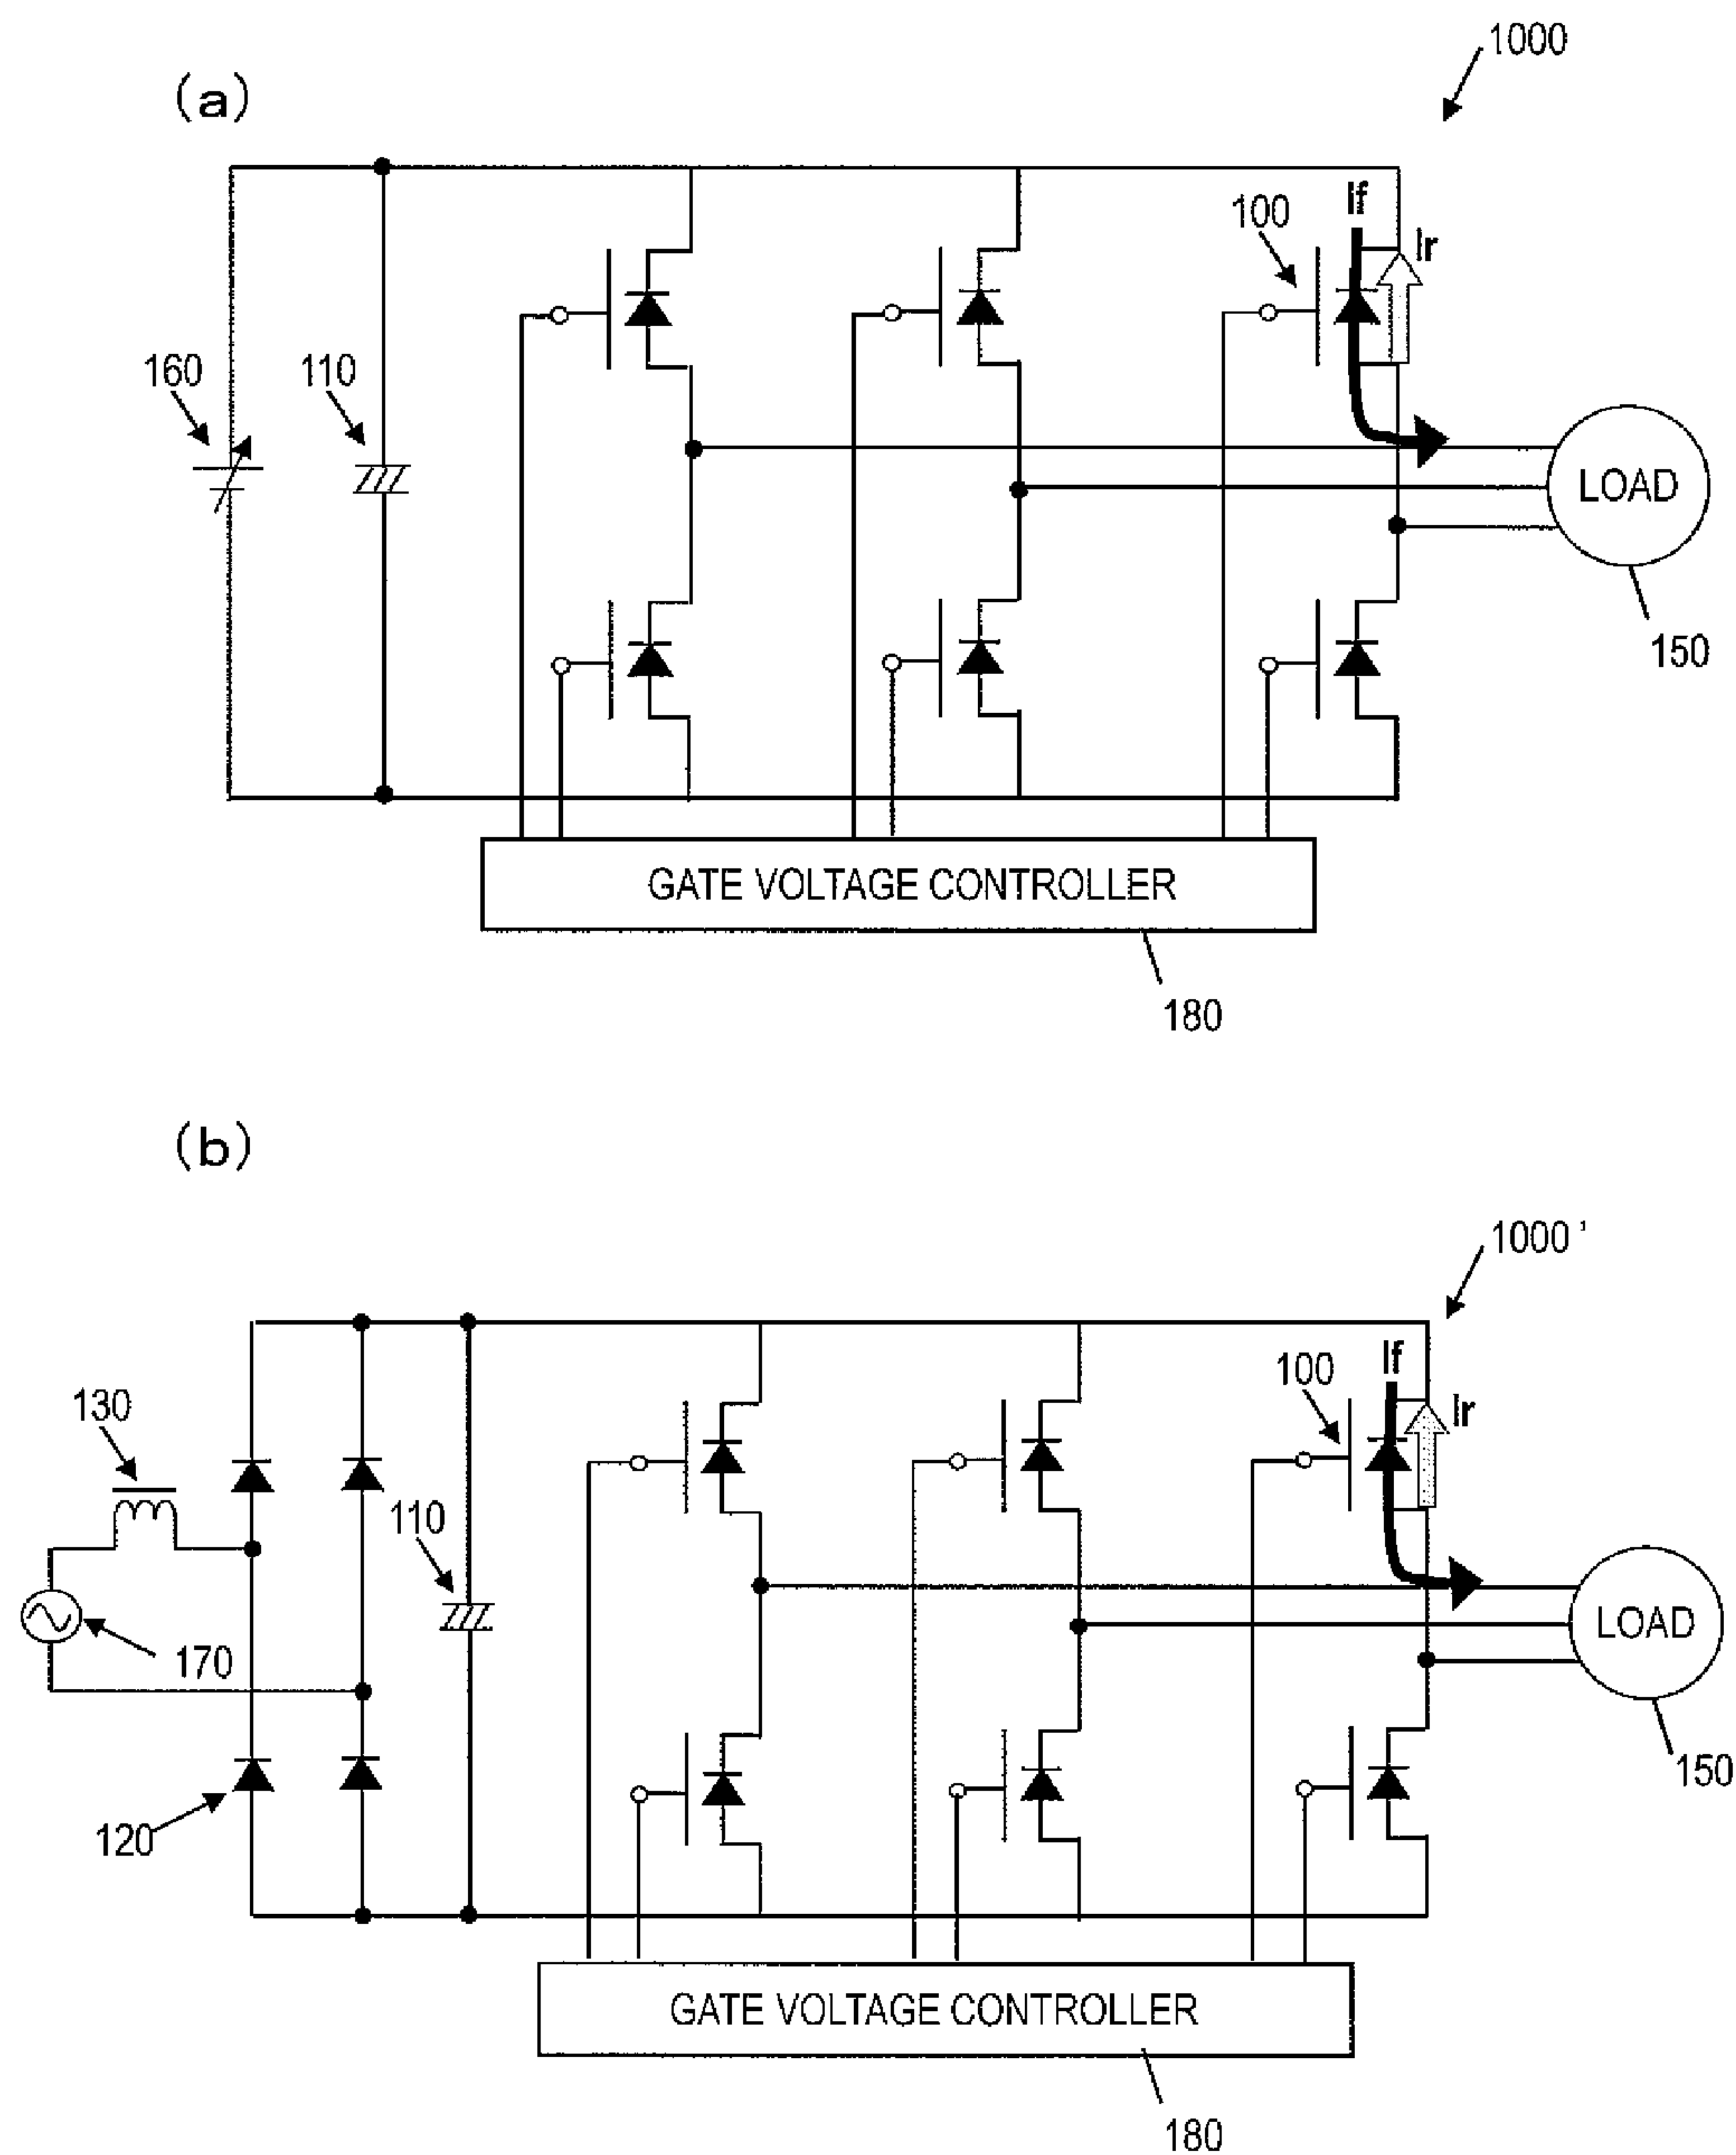 1000
(a)
If
100
Ir
160
110
LOAD
150
GATE VOLTAGE CONTROLLER
180
(b)
1000'
If
100
Ir
130
110
170
LOAD
120
150
GATE VOLTAGE CONTROLLER
180